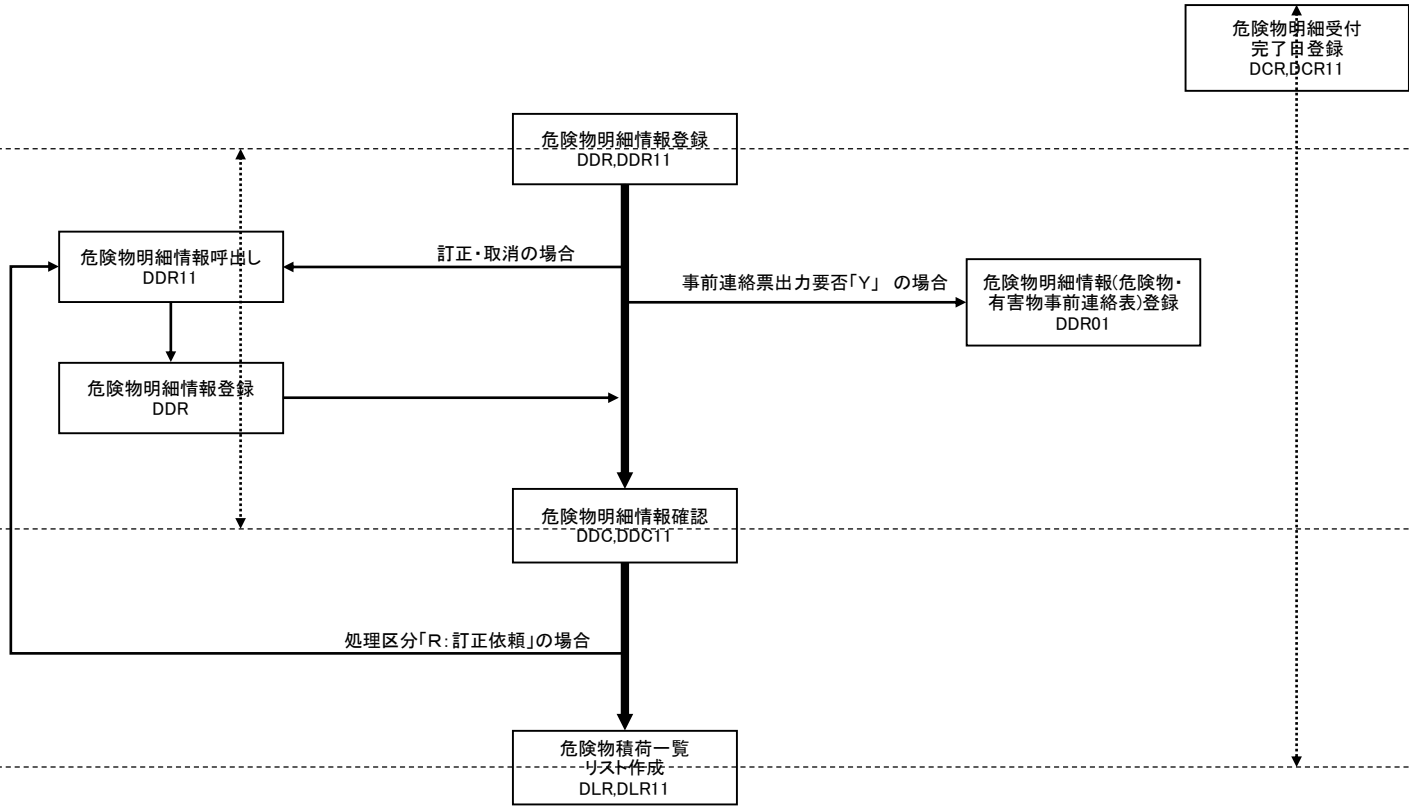 危険物明細受付
完了日登録
DCR,DCR11
危険物明細情報登録
DDR,DDR11
危険物明細情報呼出し
DDR11
訂正・取消の場合
事前連絡票出力要否「Y」 の場合
危険物明細情報(危険物・
有害物事前連絡表)登録
DDR01
危険物明細情報登録
DDR
危険物明細情報確認
DDC,DDC11
処理区分「R:訂正依頼」の場合
危険物積荷一覧
リスト作成
DLR,DLR11